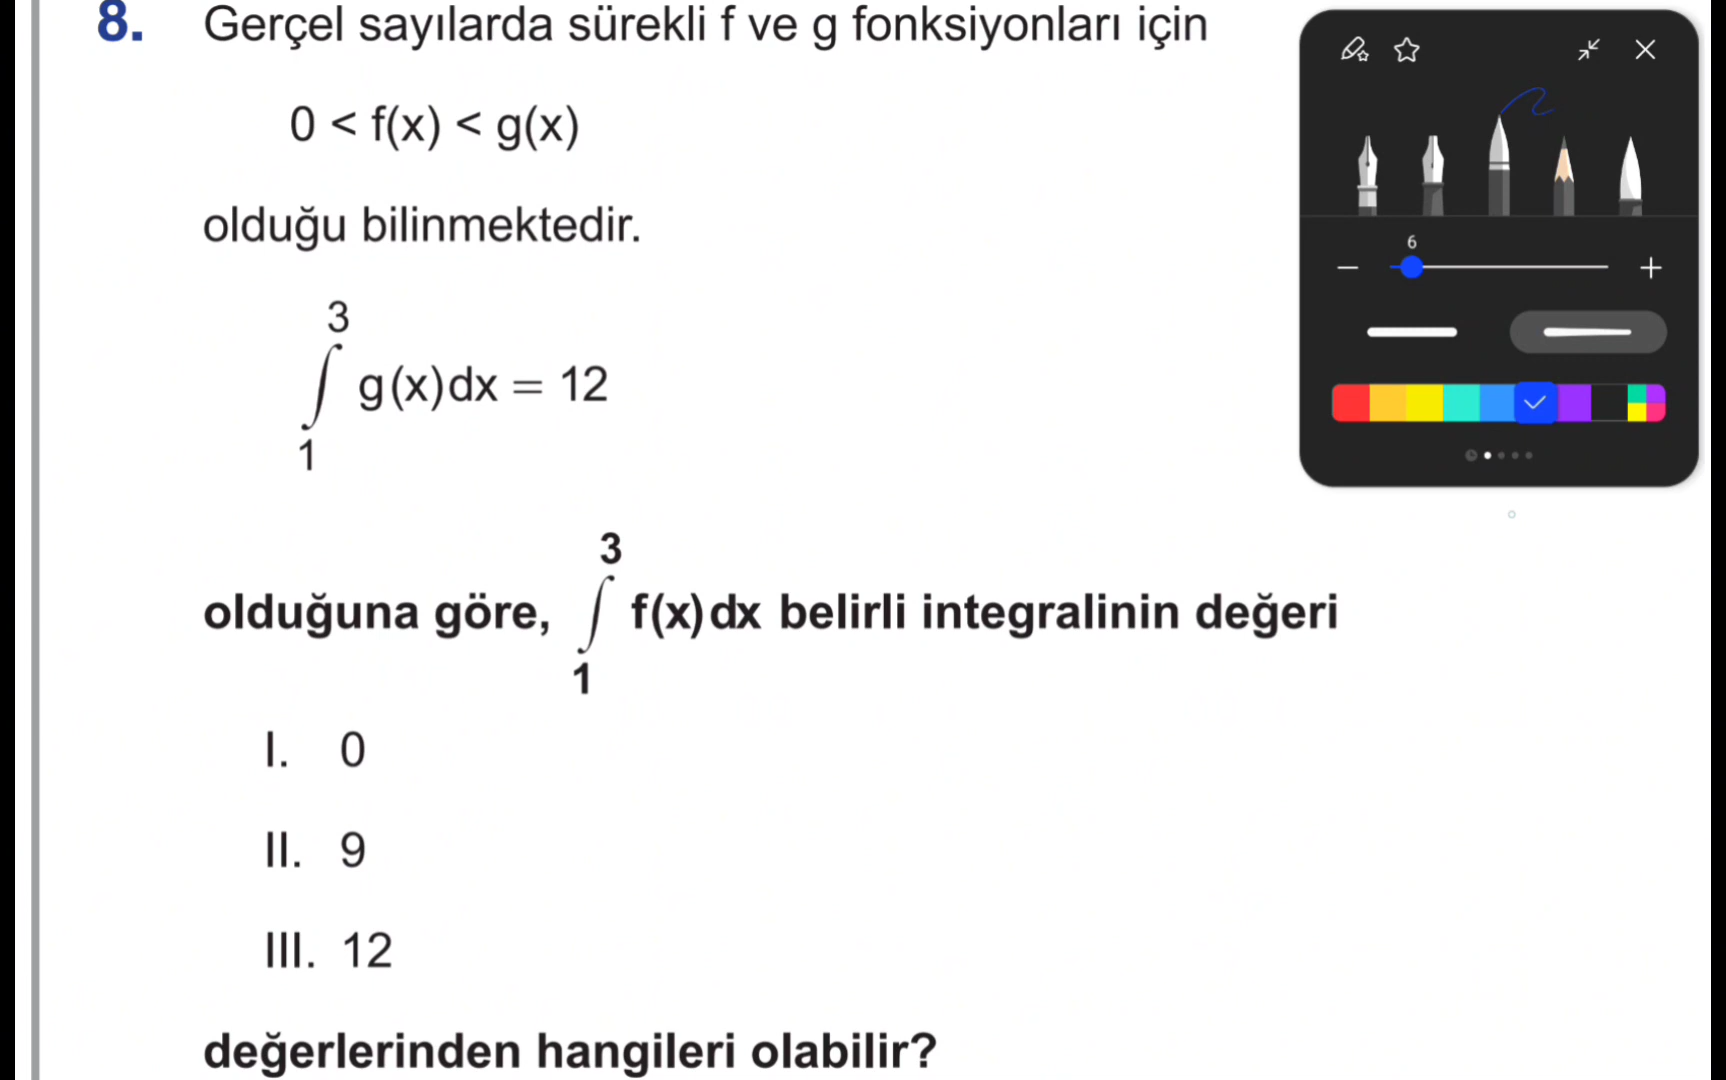 8. Gerçel sayılarda sürekli f ve g fonksiyonları için
0 < f(x) < g(x)
olduğu bilinmektedir.
3
∫ g(x)dx = 12
1
3
olduğuna göre, ∫ f(x)dx belirli integralinin değeri
1
I. 0
II. 9
III. 12
değerlerinden hangileri olabilir?
6